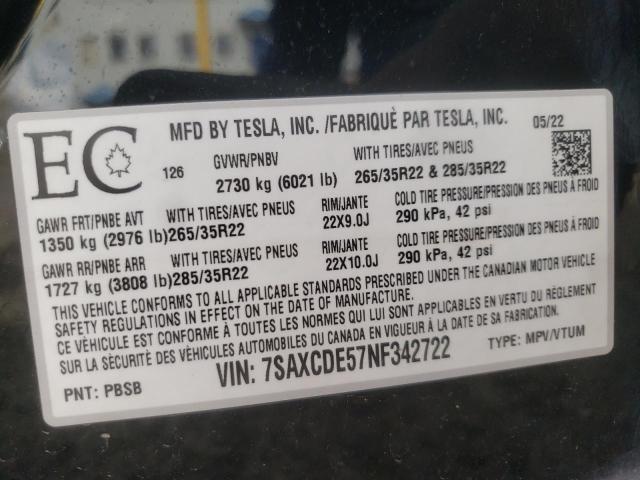 MFD BY TESLA, INC. /FABRIQUÈ PAR TESLA, INC. 05/22
EC 126
GVWR/PNBV WITH TIRES/AVEC PNEUS
2730 kg (6021 lb) 265/35R22 & 285/35R22
GAWR FRT/PNBE AVT WITH TIRES/AVEC PNEUS RIM/JANTE COLD TIRE PRESSURE/PRESSION DES PNEUS À FROID
1350 kg (2976 lb)265/35R22 22X9.0J 290 kPa, 42 psi
GAWR RR/PNBE ARR WITH TIRES/AVEC PNEUS RIM/JANTE COLD TIRE PRESSURE/PRESSION DES PNEUS À FROID
1727 kg (3808 lb)285/35R22 22X10.0J 290 kPa, 42 psi
THIS VEHICLE CONFORMS TO ALL APPLICABLE STANDARDS PRESCRIBED UNDER THE CANADIAN MOTOR VEHICLE
SAFETY REGULATIONS IN EFFECT ON THE DATE OF MANUFACTURE.
CE VÉHICULE EST CONFORME À TOUTES LES NORMES QUI LUI SONT APPLICABLES EN VERTU DU RÈGLEMENT
SUR LA SÈCURITÈ DES VÈHICULES AUTOMOBILES DU CANADA EN VIGUEUR À LA DATE DE SA FABRICATION.
PNT: PBSB VIN: 7SAXCDE57NF342722 TYPE: MPV/VTUM